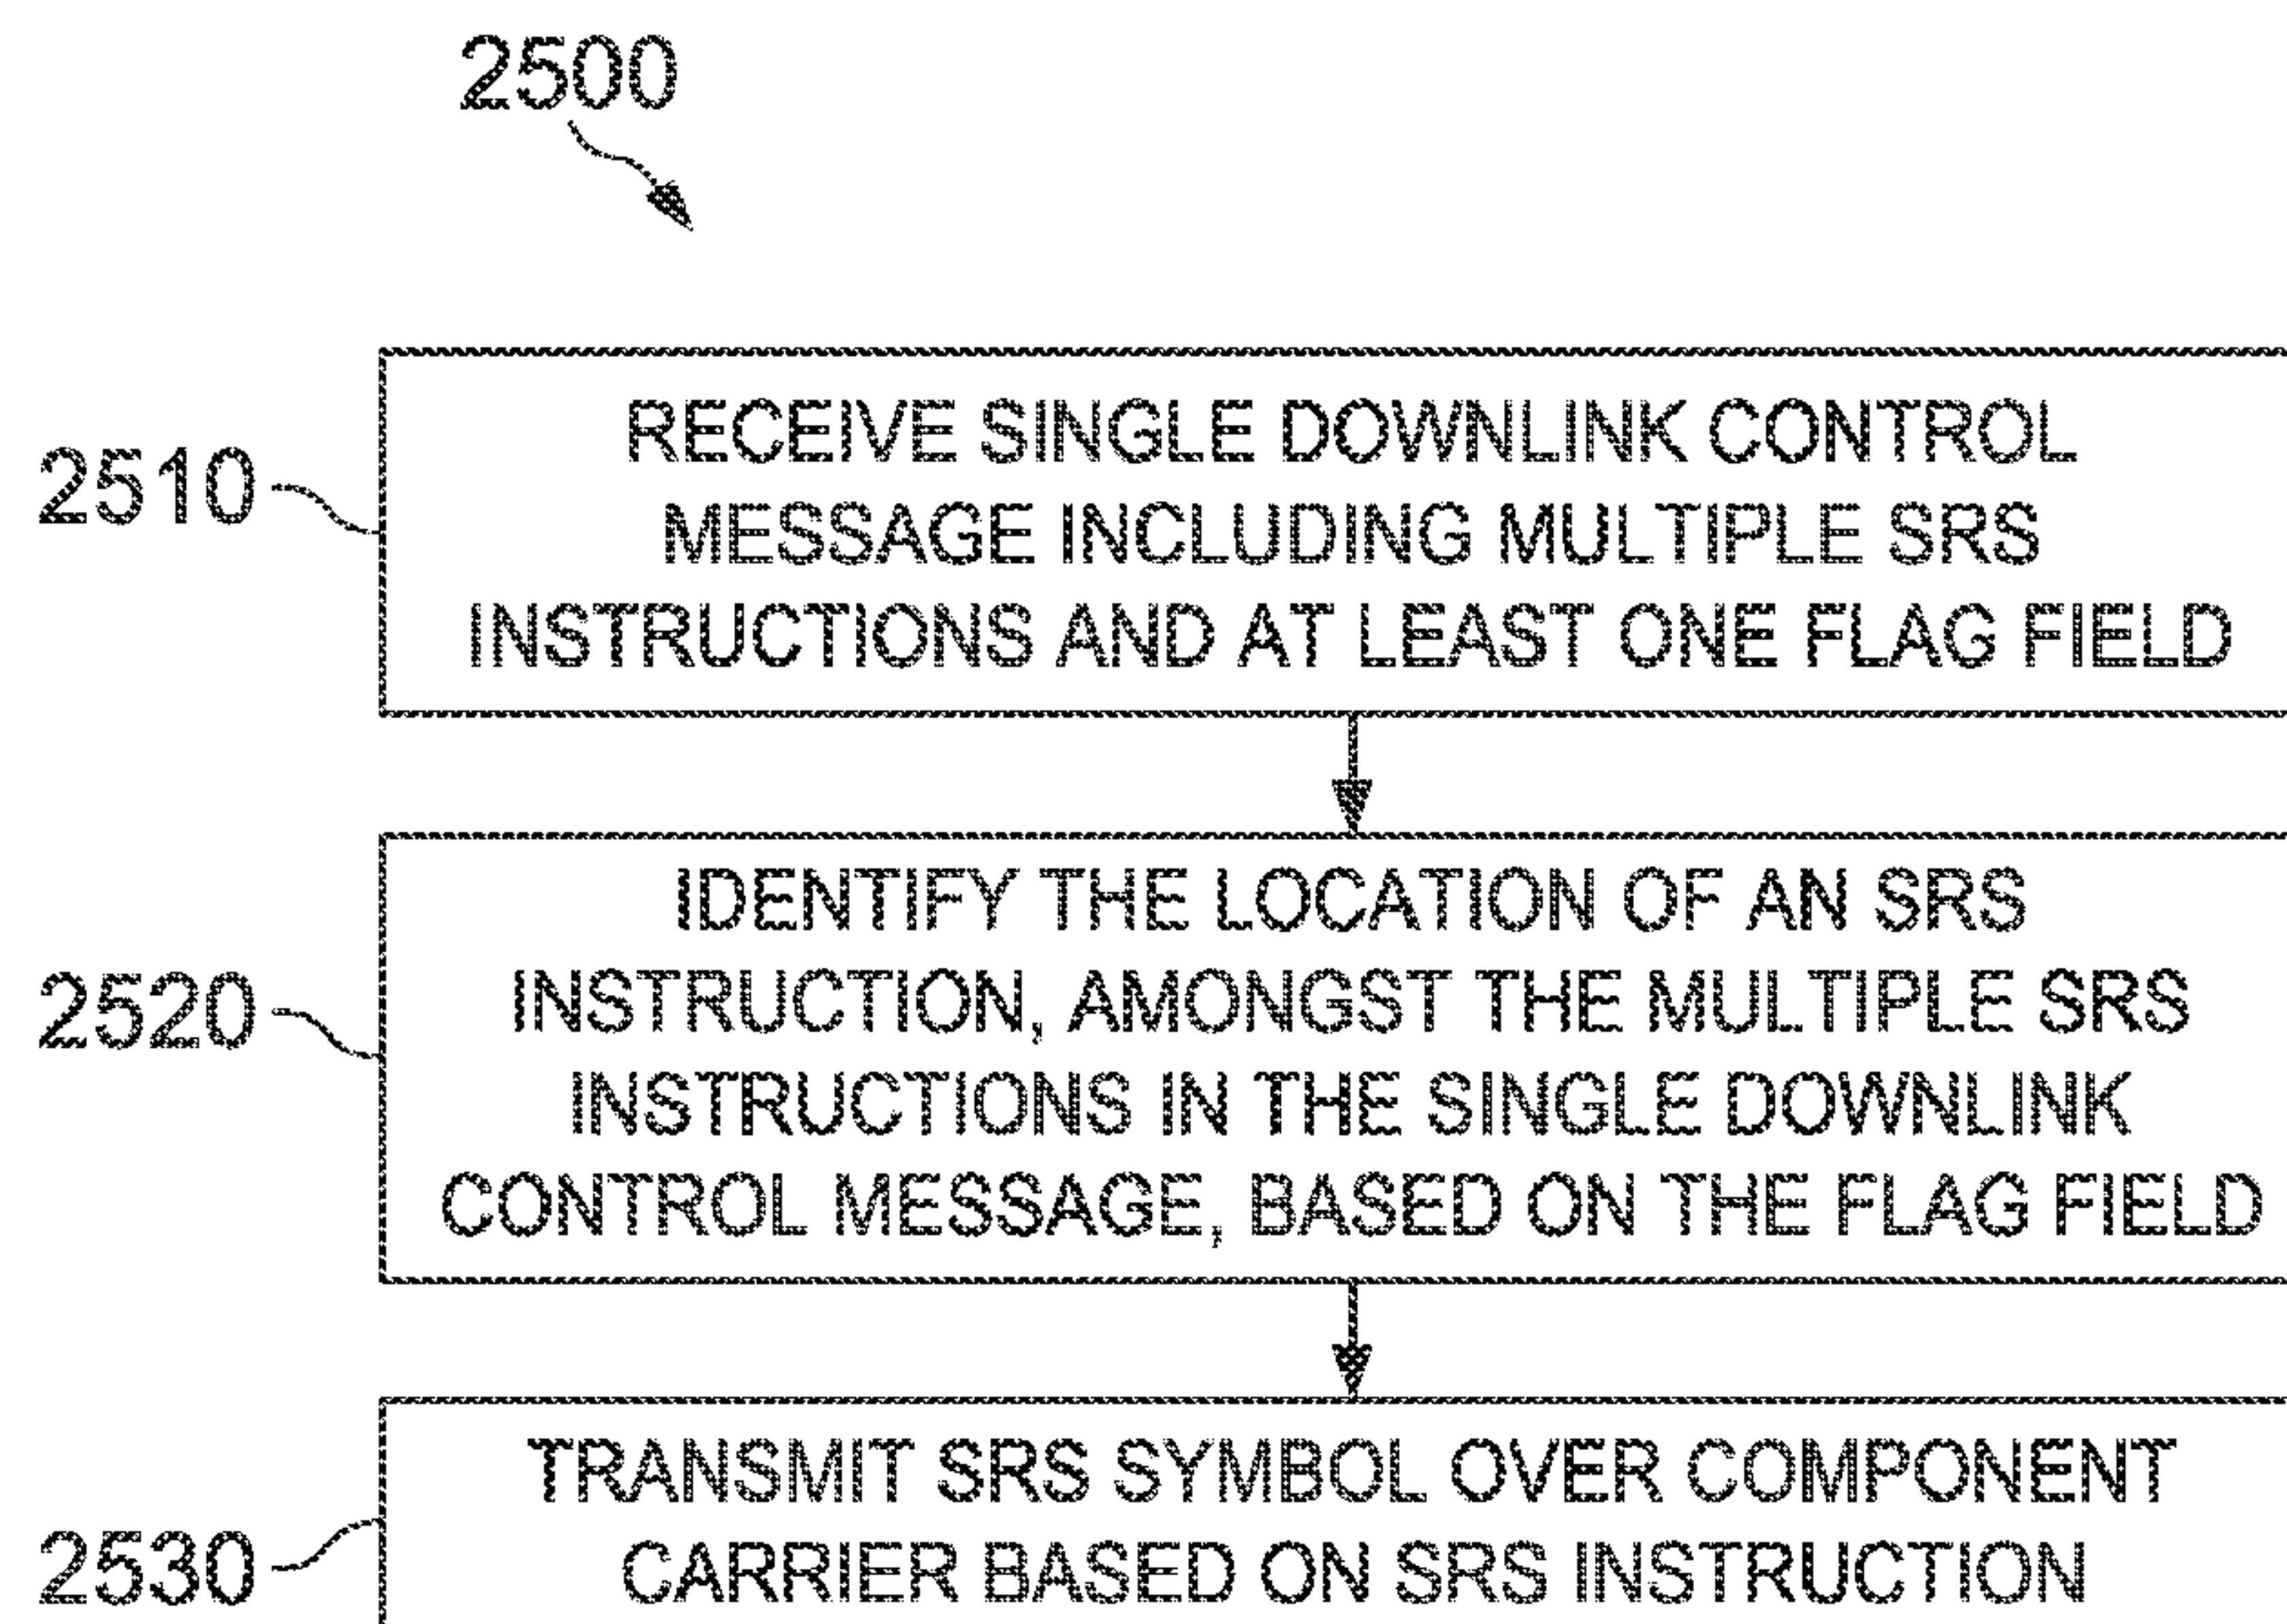 2500
2510
RECEIVE SINGLE DOWNLINK CONTROL
MESSAGE INCLUDING MULTIPLE SRS
INSTRUCTIONS AND AT LEAST ONE FLAG FIELD
2520
IDENTIFY THE LOCATION OF AN SRS
INSTRUCTION, AMONGST THE MULTIPLE SRS
INSTRUCTIONS IN THE SINGLE DOWNLINK
CONTROL MESSAGE, BASED ON THE FLAG FIELD
2530
TRANSMIT SRS SYMBOL OVER COMPONENT
CARRIER BASED ON SRS INSTRUCTION